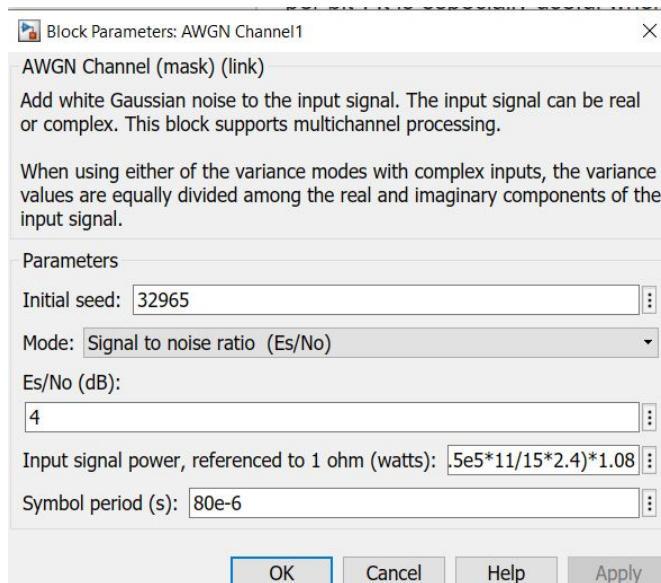 Block Parameters: AWGN Channel1
AWGN Channel (mask) (link)
Add white Gaussian noise to the input signal. The input signal can be real
or complex. This block supports multichannel processing.
When using either of the variance modes with complex inputs, the variance
values are equally divided among the real and imaginary components of the
input signal.
Parameters
Initial seed: 32965
Mode: Signal to noise ratio (Es/No)
Es/No (dB):
4
Input signal power, referenced to 1 ohm (watts): .5e5*11/15*2.4)*1.08
Symbol period (s): 80e-6
OK Cancel Help Apply